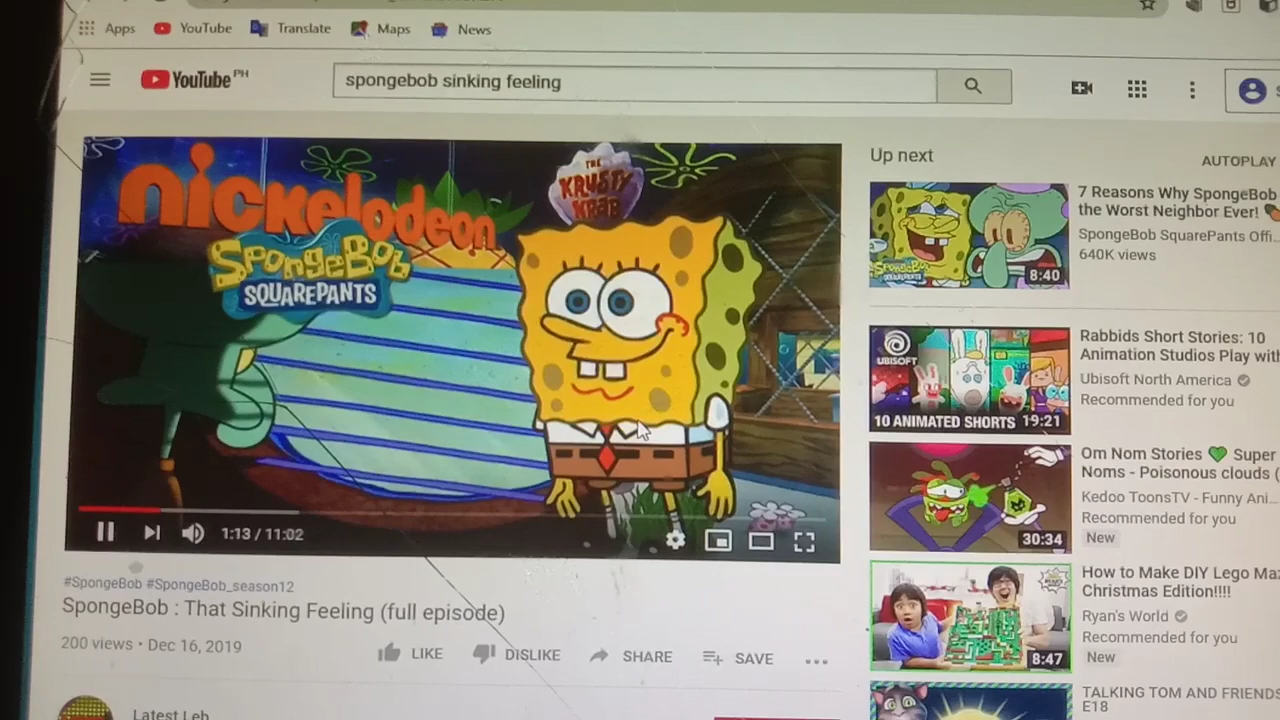 Apps YouTube Translate Maps News
YouTube PH
spongebob sinking feeling
nickelodeon
SPONGEBOB
SQUAREPANTS
THE
KRUSTY
KRAB
1:13 / 11:02
#SpongeBob #SpongeBob_season12
SpongeBob : That Sinking Feeling (full episode)
200 views • Dec 16, 2019
LIKE DISLIKE SHARE SAVE
Latest Leb
Up next
AUTOPLAY
7 Reasons Why SpongeBob
the Worst Neighbor Ever!
SpongeBob SquarePants Offi...
640K views
8:40
Rabbids Short Stories: 10
Animation Studios Play with
Ubisoft North America
Recommended for you
UBISOFT
10 ANIMATED SHORTS 19:21
Om Nom Stories 💚 Super
Noms - Poisonous clouds (
Kedoo ToonsTV - Funny Ani...
Recommended for you
New
30:34
How to Make DIY Lego Maz
Christmas Edition!!!!
Ryan's World
Recommended for you
New
8:47
TALKING TOM AND FRIENDS
E18